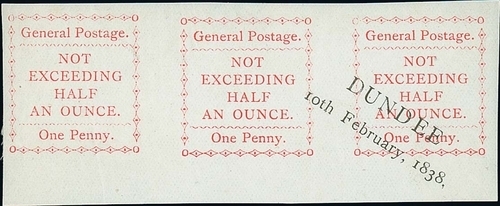 General Postage.
NOT
EXCEEDING
HALF
AN OUNCE.
One Penny.
General Postage.
NOT
EXCEEDING
HALF
AN OUNCE.
One Penny.
General Postage.
NOT
EXCEEDING
HALF
AN OUNCE.
One Penny.
DUNDEE
10th February, 1838,